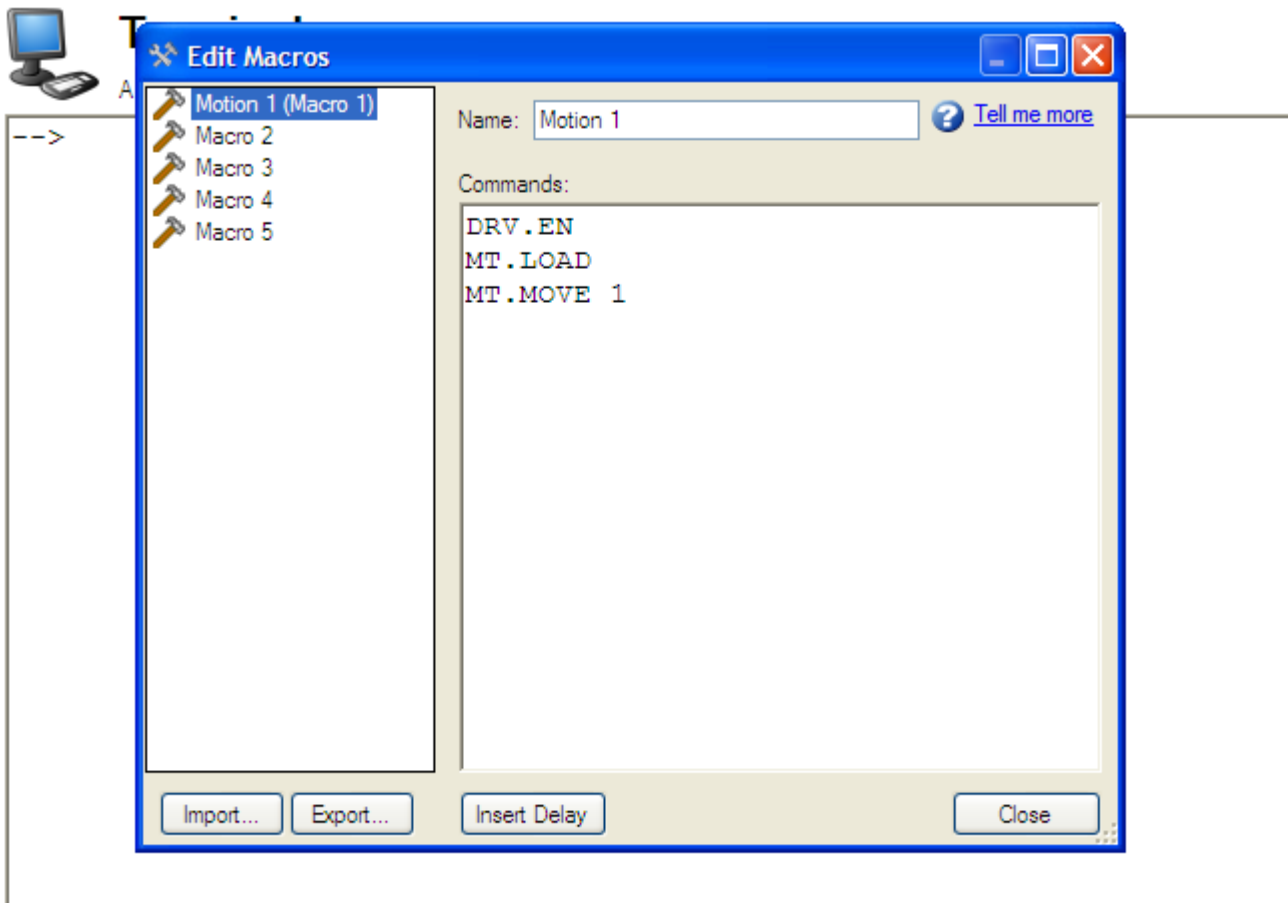 Edit Macros
A
-->
Motion 1 (Macro 1)
Macro 2
Macro 3
Macro 4
Macro 5
Name: Motion 1
Tell me more
Commands:
DRV.EN
MT.LOAD
MT.MOVE 1
Import... Export... Insert Delay Close